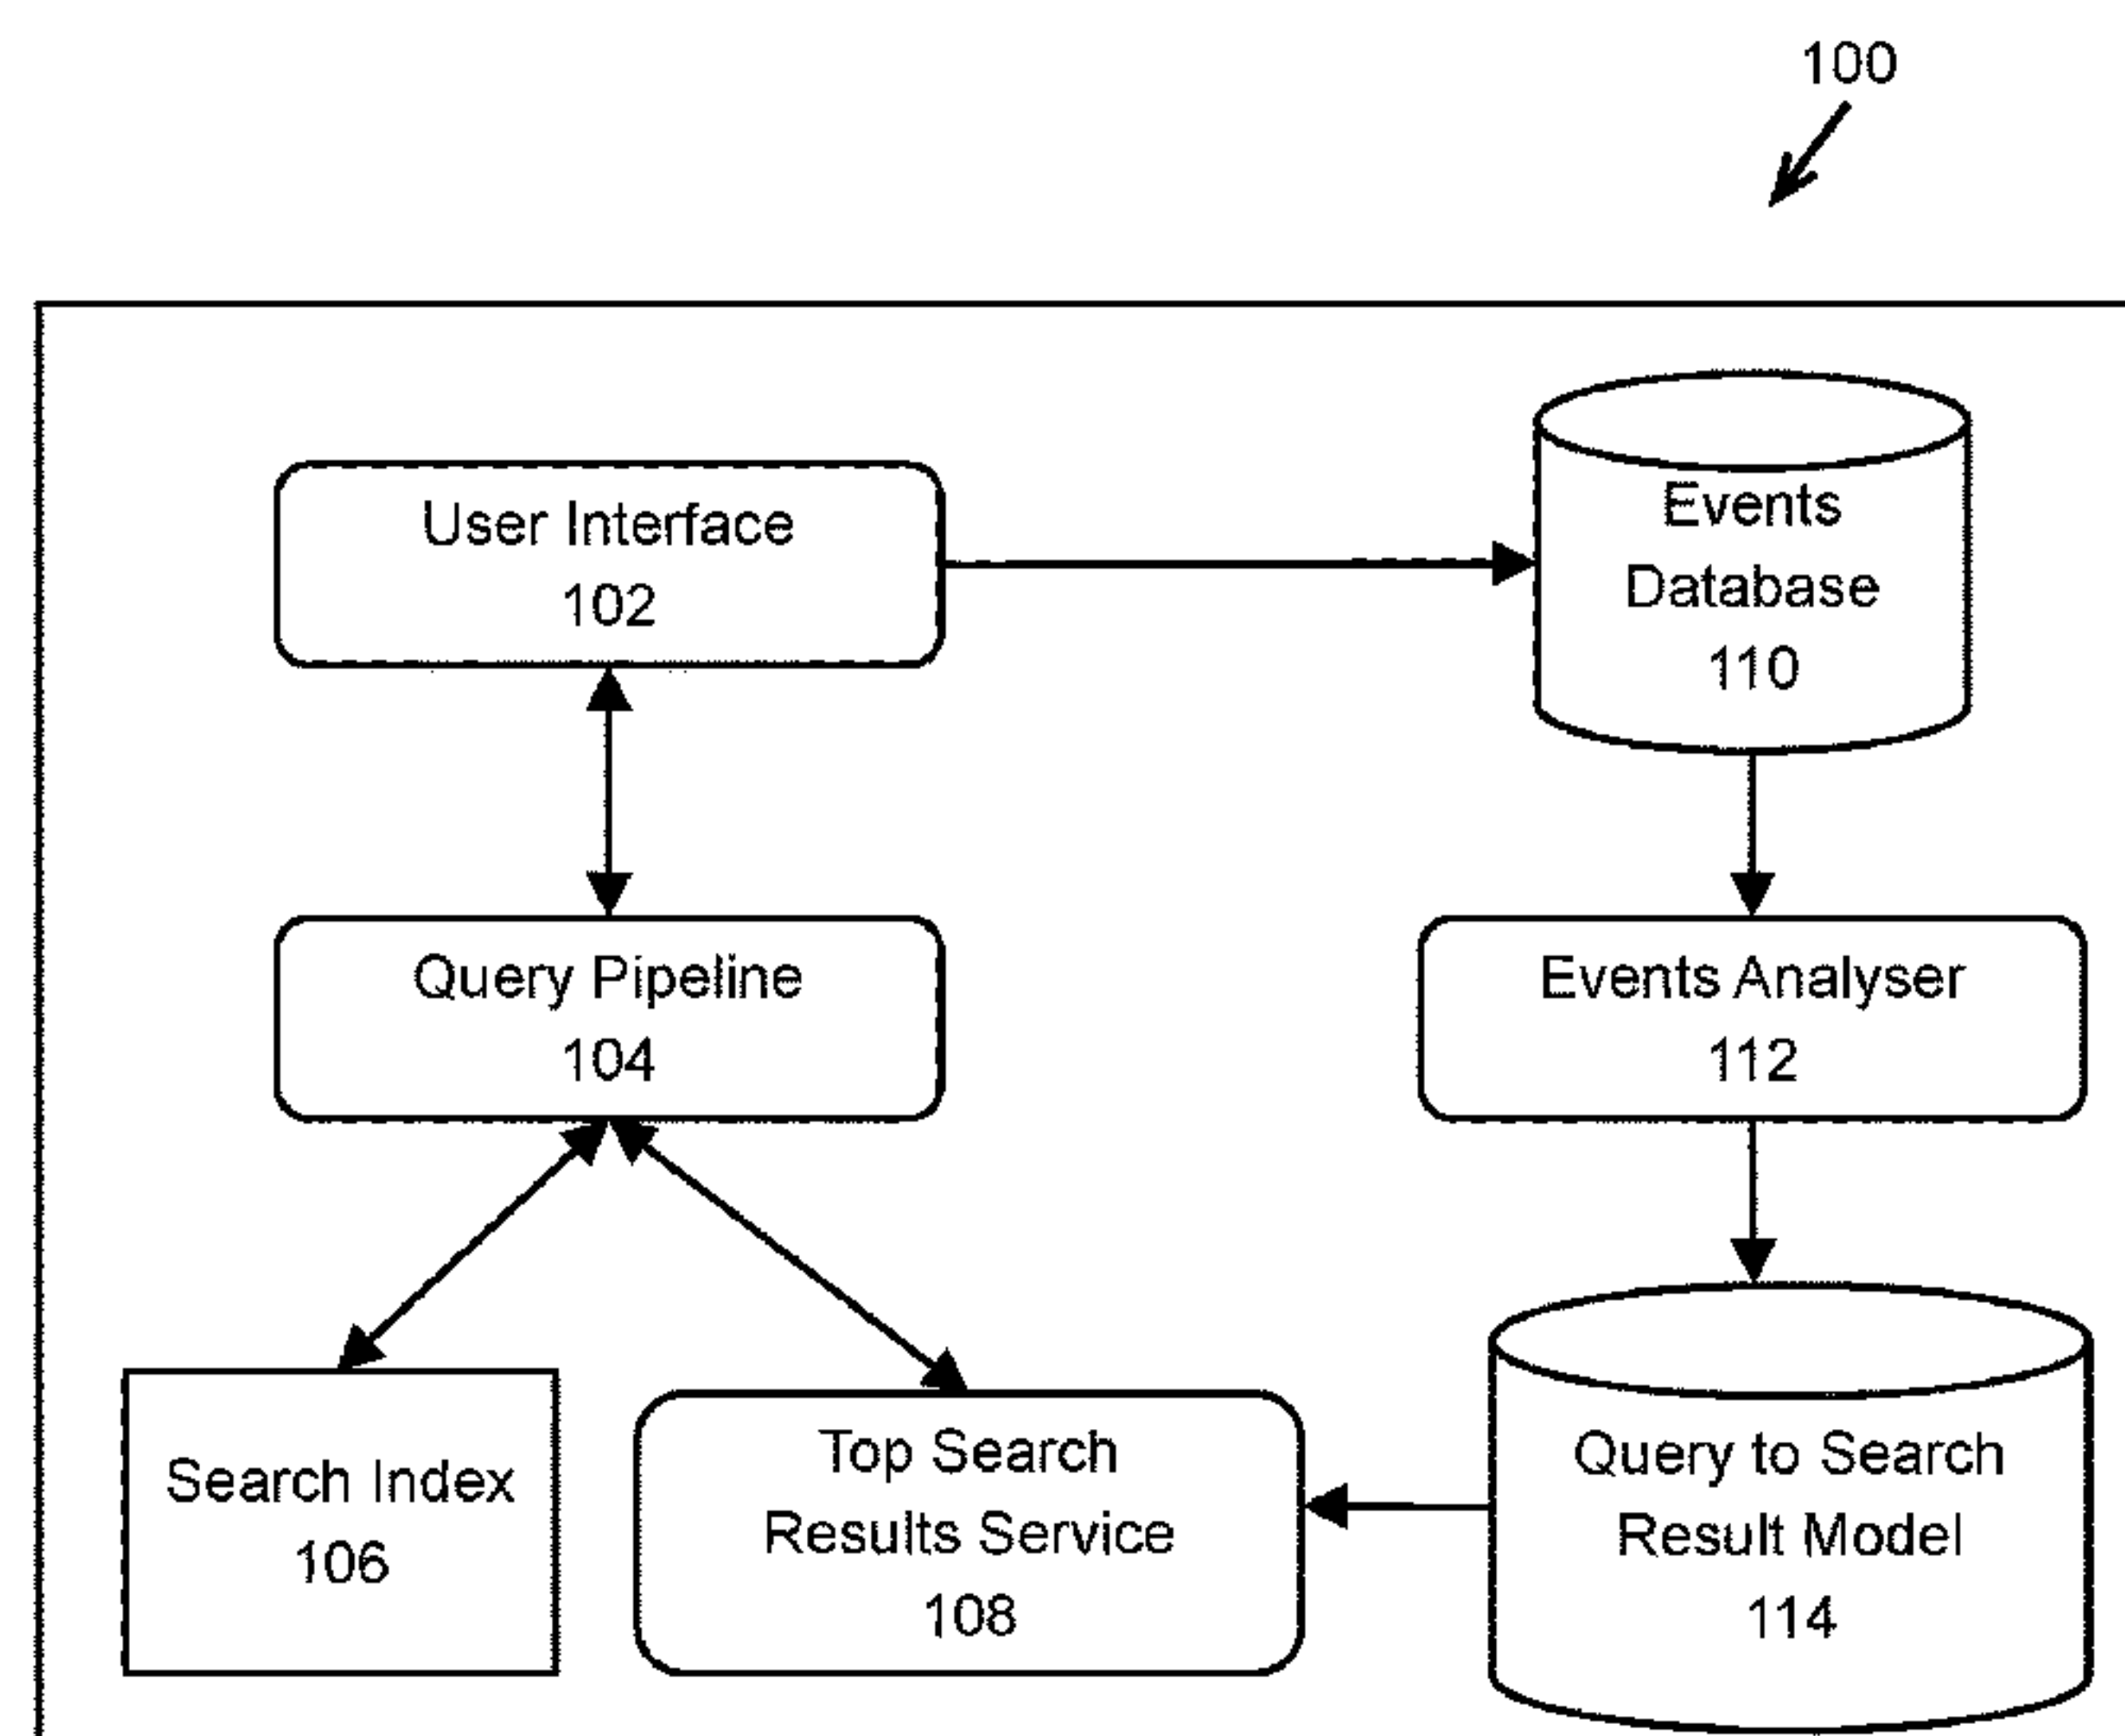 100
User Interface
102
Events
Database
110
Query Pipeline
104
Events Analyser
112
Search Index
106
Top Search
Results Service
108
Query to Search
Result Model
114